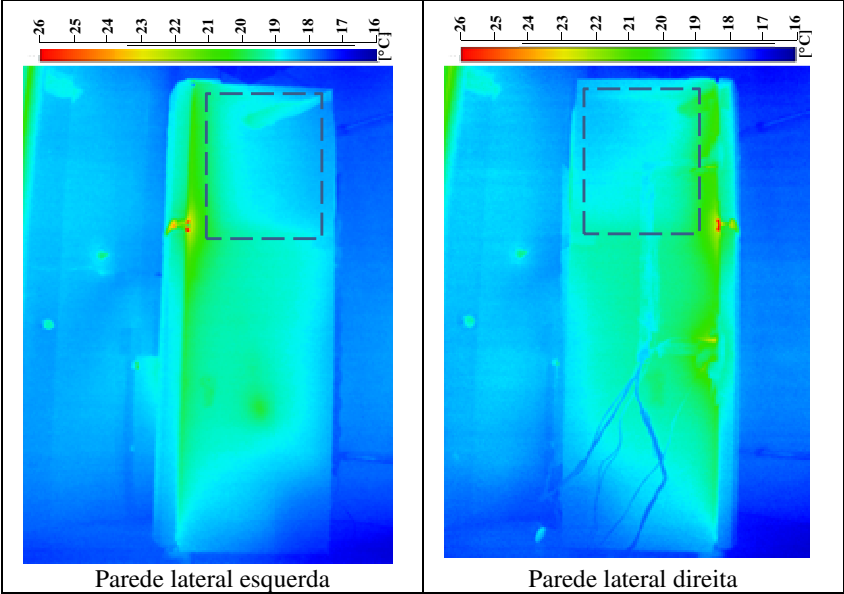 26 25 24 23 22 21 20 19 18 17 16 [°C]
26 25 24 23 22 21 20 19 18 17 16 [°C]
Parede lateral esquerda
Parede lateral direita